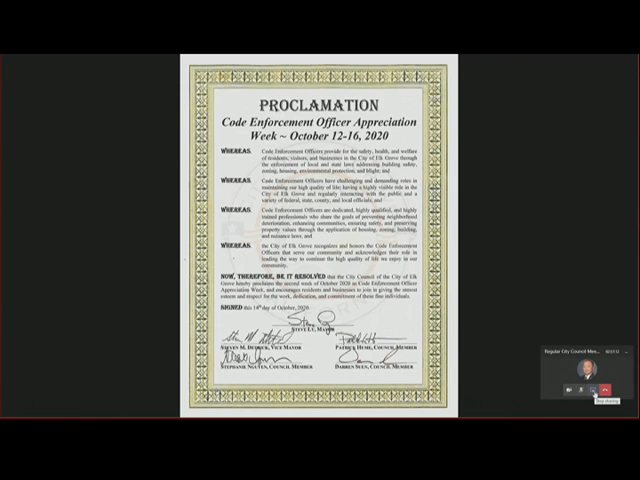 PROCLAMATION
Code Enforcement Officer Appreciation
Week ~ October 12-16, 2020
WHEREAS, Code Enforcement Officers provide for the safety, health, and welfare
of residents, visitors, and businesses in the City of Elk Grove through
the enforcement of local and state laws addressing building safety,
zoning, housing, environmental protection, and blight; and
WHEREAS, Code Enforcement Officers have challenging and demanding roles in
maintaining our high quality of life; having a highly visible role in the
City of Elk Grove and regularly interacting with the public and a
variety of federal, state, county, and local officials; and
WHEREAS, Code Enforcement Officers are dedicated, highly qualified, and highly
trained professionals who share the goals of preventing neighborhood
deterioration, enhancing communities, ensuring safety, and preserving
property values through the application of housing, zoning, building,
and nuisance laws; and
WHEREAS, the City of Elk Grove recognizes and honors the Code Enforcement
Officers that serve our community and acknowledges their role in
leading the way to continue the high quality of life we enjoy in our
community.
NOW, THEREFORE, BE IT RESOLVED that the City Council of the City of Elk
Grove hereby proclaims the second week of October 2020 as Code Enforcement Officer
Appreciation Week, and encourages residents and businesses to join in giving the utmost
esteem and respect for the work, dedication, and commitment of these fine individuals.
SIGNED this 14th day of October, 2020.
STEVE LY, MAYOR
STEVEN M. DETRICK, VICE MAYOR
PATRICK HUME, COUNCIL MEMBER
STEPHANIE NGUYEN, COUNCIL MEMBER
DARREN SUEN, COUNCIL MEMBER
Regular City Council Mee...
Stop sharing